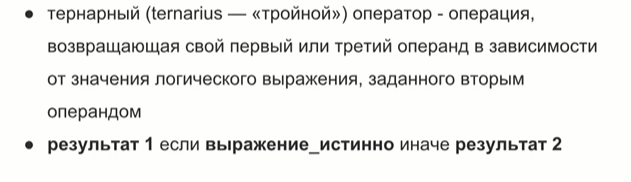 ● тернарный (ternarius — «тройной») оператор - операция,
возвращающая свой первый или третий операнд в зависимости
от значения логического выражения, заданного вторым
операндом
● результат 1 если выражение_истинно иначе результат 2